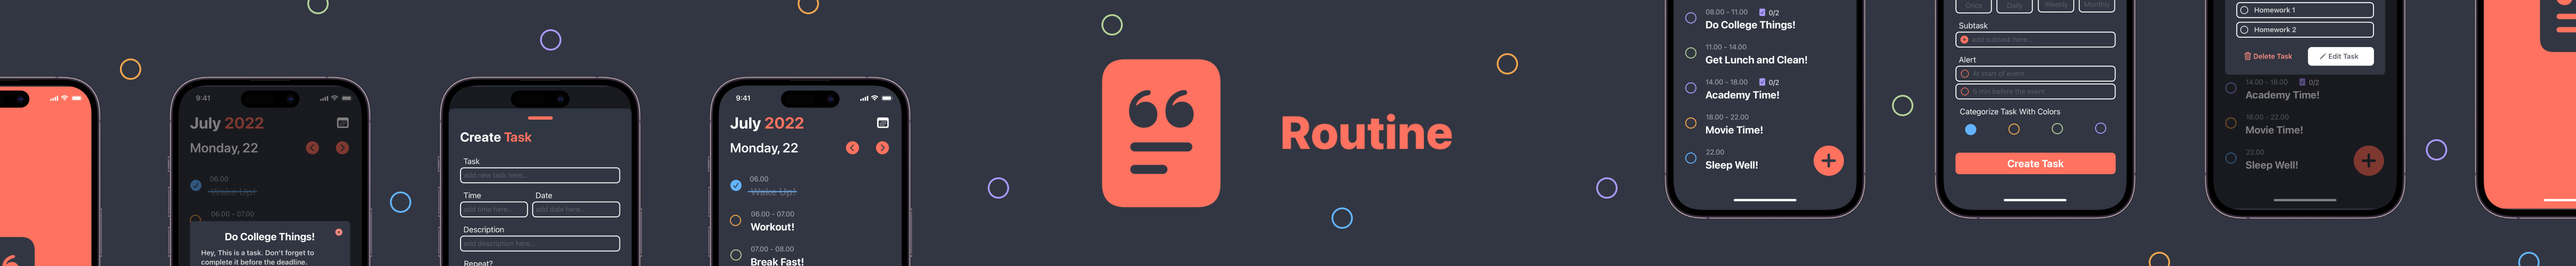 9:41
July 2022
Monday, 22
06.00
Wake Up!
06.00 - 07.00
Do College Things!
Hey, This is a task. Don't forget to
complete it before the deadline.
Create Task
Task
add new task here...
Time Date
add time here... add date here...
Description
add description here...
Repeat?
9:41
July 2022
Monday, 22
06.00
Wake Up!
06.00 - 07.00
Workout!
07.00 - 08.00
Break Fast!
Routine
08.00 - 11.00 0/2
Do College Things!
11.00 - 14.00
Get Lunch and Clean!
14.00 - 18.00 0/2
Academy Time!
18.00 - 22.00
Movie Time!
22.00
Sleep Well!
Once Daily Weekly Monthly
Subtask
add subtask here...
Alert
At start of event
5 min before the event
Categorize Task With Colors
Create Task
Homework 1
Homework 2
Delete Task Edit Task
14.00 - 18.00 0/2
Academy Time!
18.00 - 22.00
Movie Time!
22.00
Sleep Well!